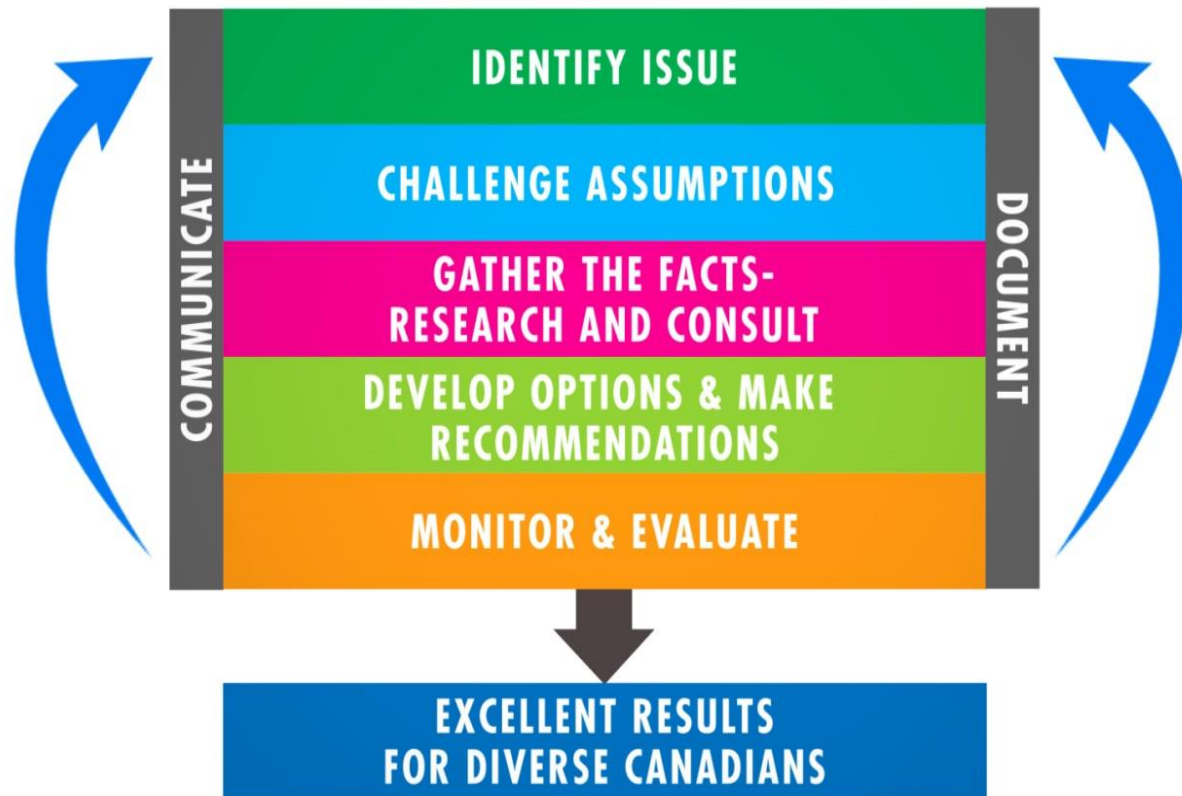 IDENTIFY ISSUE
CHALLENGE ASSUMPTIONS
GATHER THE FACTS-
RESEARCH AND CONSULT
DEVELOP OPTIONS & MAKE
RECOMMENDATIONS
MONITOR & EVALUATE
COMMUNICATE
DOCUMENT
EXCELLENT RESULTS
FOR DIVERSE CANADIANS